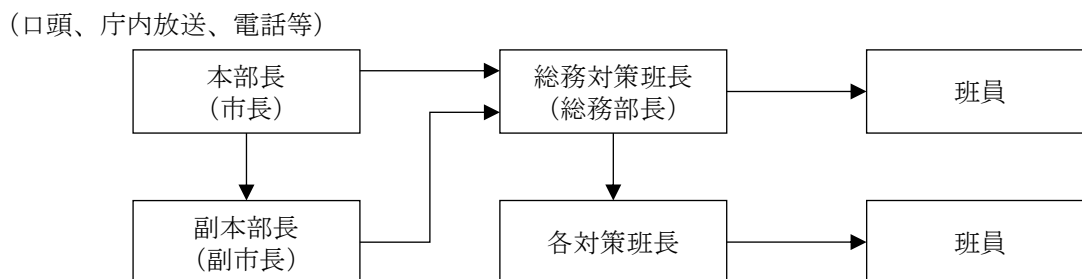 （口頭、庁内放送、電話等）
本部長
（市長）
総務対策班長
（総務部長）
班員
副本部長
（副市長）
各対策班長
班員